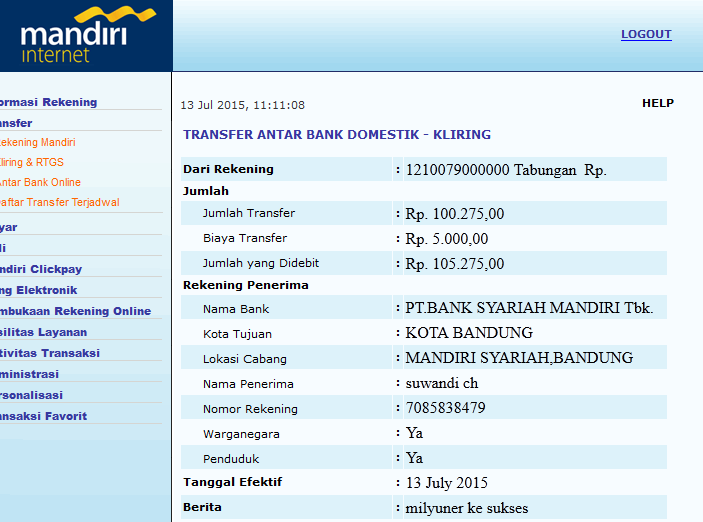 mandiri
internet
LOGOUT
ormasi Rekening
ansfer
ekening Mandiri
liring & RTGS
ntar Bank Online
aftar Transfer Terjadwal
yar
li
ndiri Clickpay
ng Elektronik
mbukaan Rekening Online
silitas Layanan
tivitas Transaksi
ministrasi
rsonalisasi
ansaksi Favorit
13 Jul 2015, 11:11:08
HELP
TRANSFER ANTAR BANK DOMESTIK - KLIRING
Dari Rekening : 1210079000000 Tabungan Rp.
Jumlah
Jumlah Transfer : Rp. 100.275,00
Biaya Transfer : Rp. 5.000,00
Jumlah yang Didebit : Rp. 105.275,00
Rekening Penerima
Nama Bank : PT.BANK SYARIAH MANDIRI Tbk.
Kota Tujuan : KOTA BANDUNG
Lokasi Cabang : MANDIRI SYARIAH,BANDUNG
Nama Penerima : suwandi ch
Nomor Rekening : 7085838479
Warganegara : Ya
Penduduk : Ya
Tanggal Efektif : 13 July 2015
Berita : milyuner ke sukses